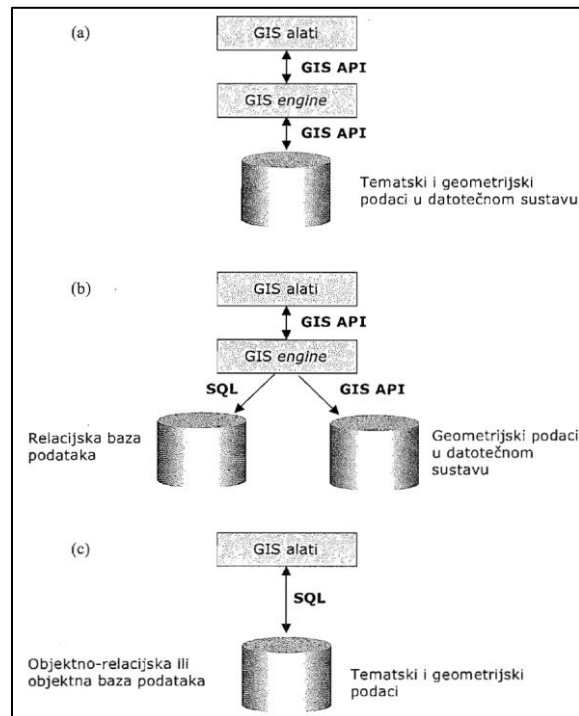 (a)
GIS alati
GIS API
GIS engine
GIS API
Tematski i geometrijski
podaci u datotečnom sustavu
(b)
GIS alati
GIS API
GIS engine
SQL
GIS API
Relacijska baza
podataka
Geometrijski podaci
u datotečnom
sustavu
(c)
GIS alati
SQL
Objektno-relacijska ili
objektna baza podataka
Tematski i geometrijski
podaci